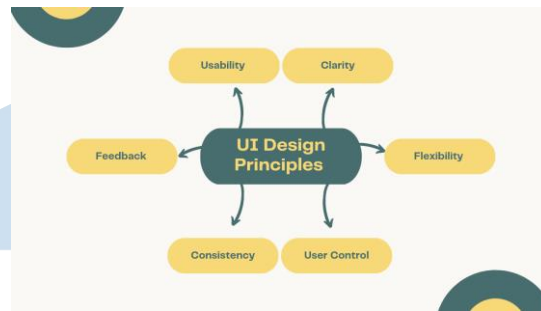 Usability
Clarity
UI Design
Principles
Feedback
Flexibility
Consistency
User Control